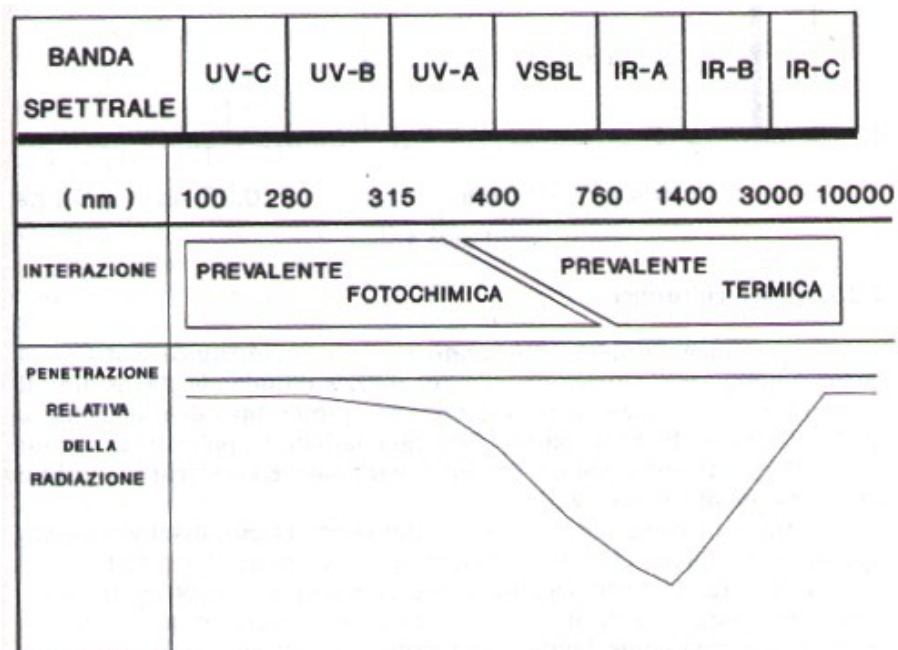 BANDA SPETTRALE UV-C UV-B UV-A VSBL IR-A IR-B IR-C
( nm ) 100 280 315 400 760 1400 3000 10000
INTERAZIONE PREVALENTE FOTOCHIMICA PREVALENTE TERMICA
PENETRAZIONE
RELATIVA
DELLA
RADIAZIONE